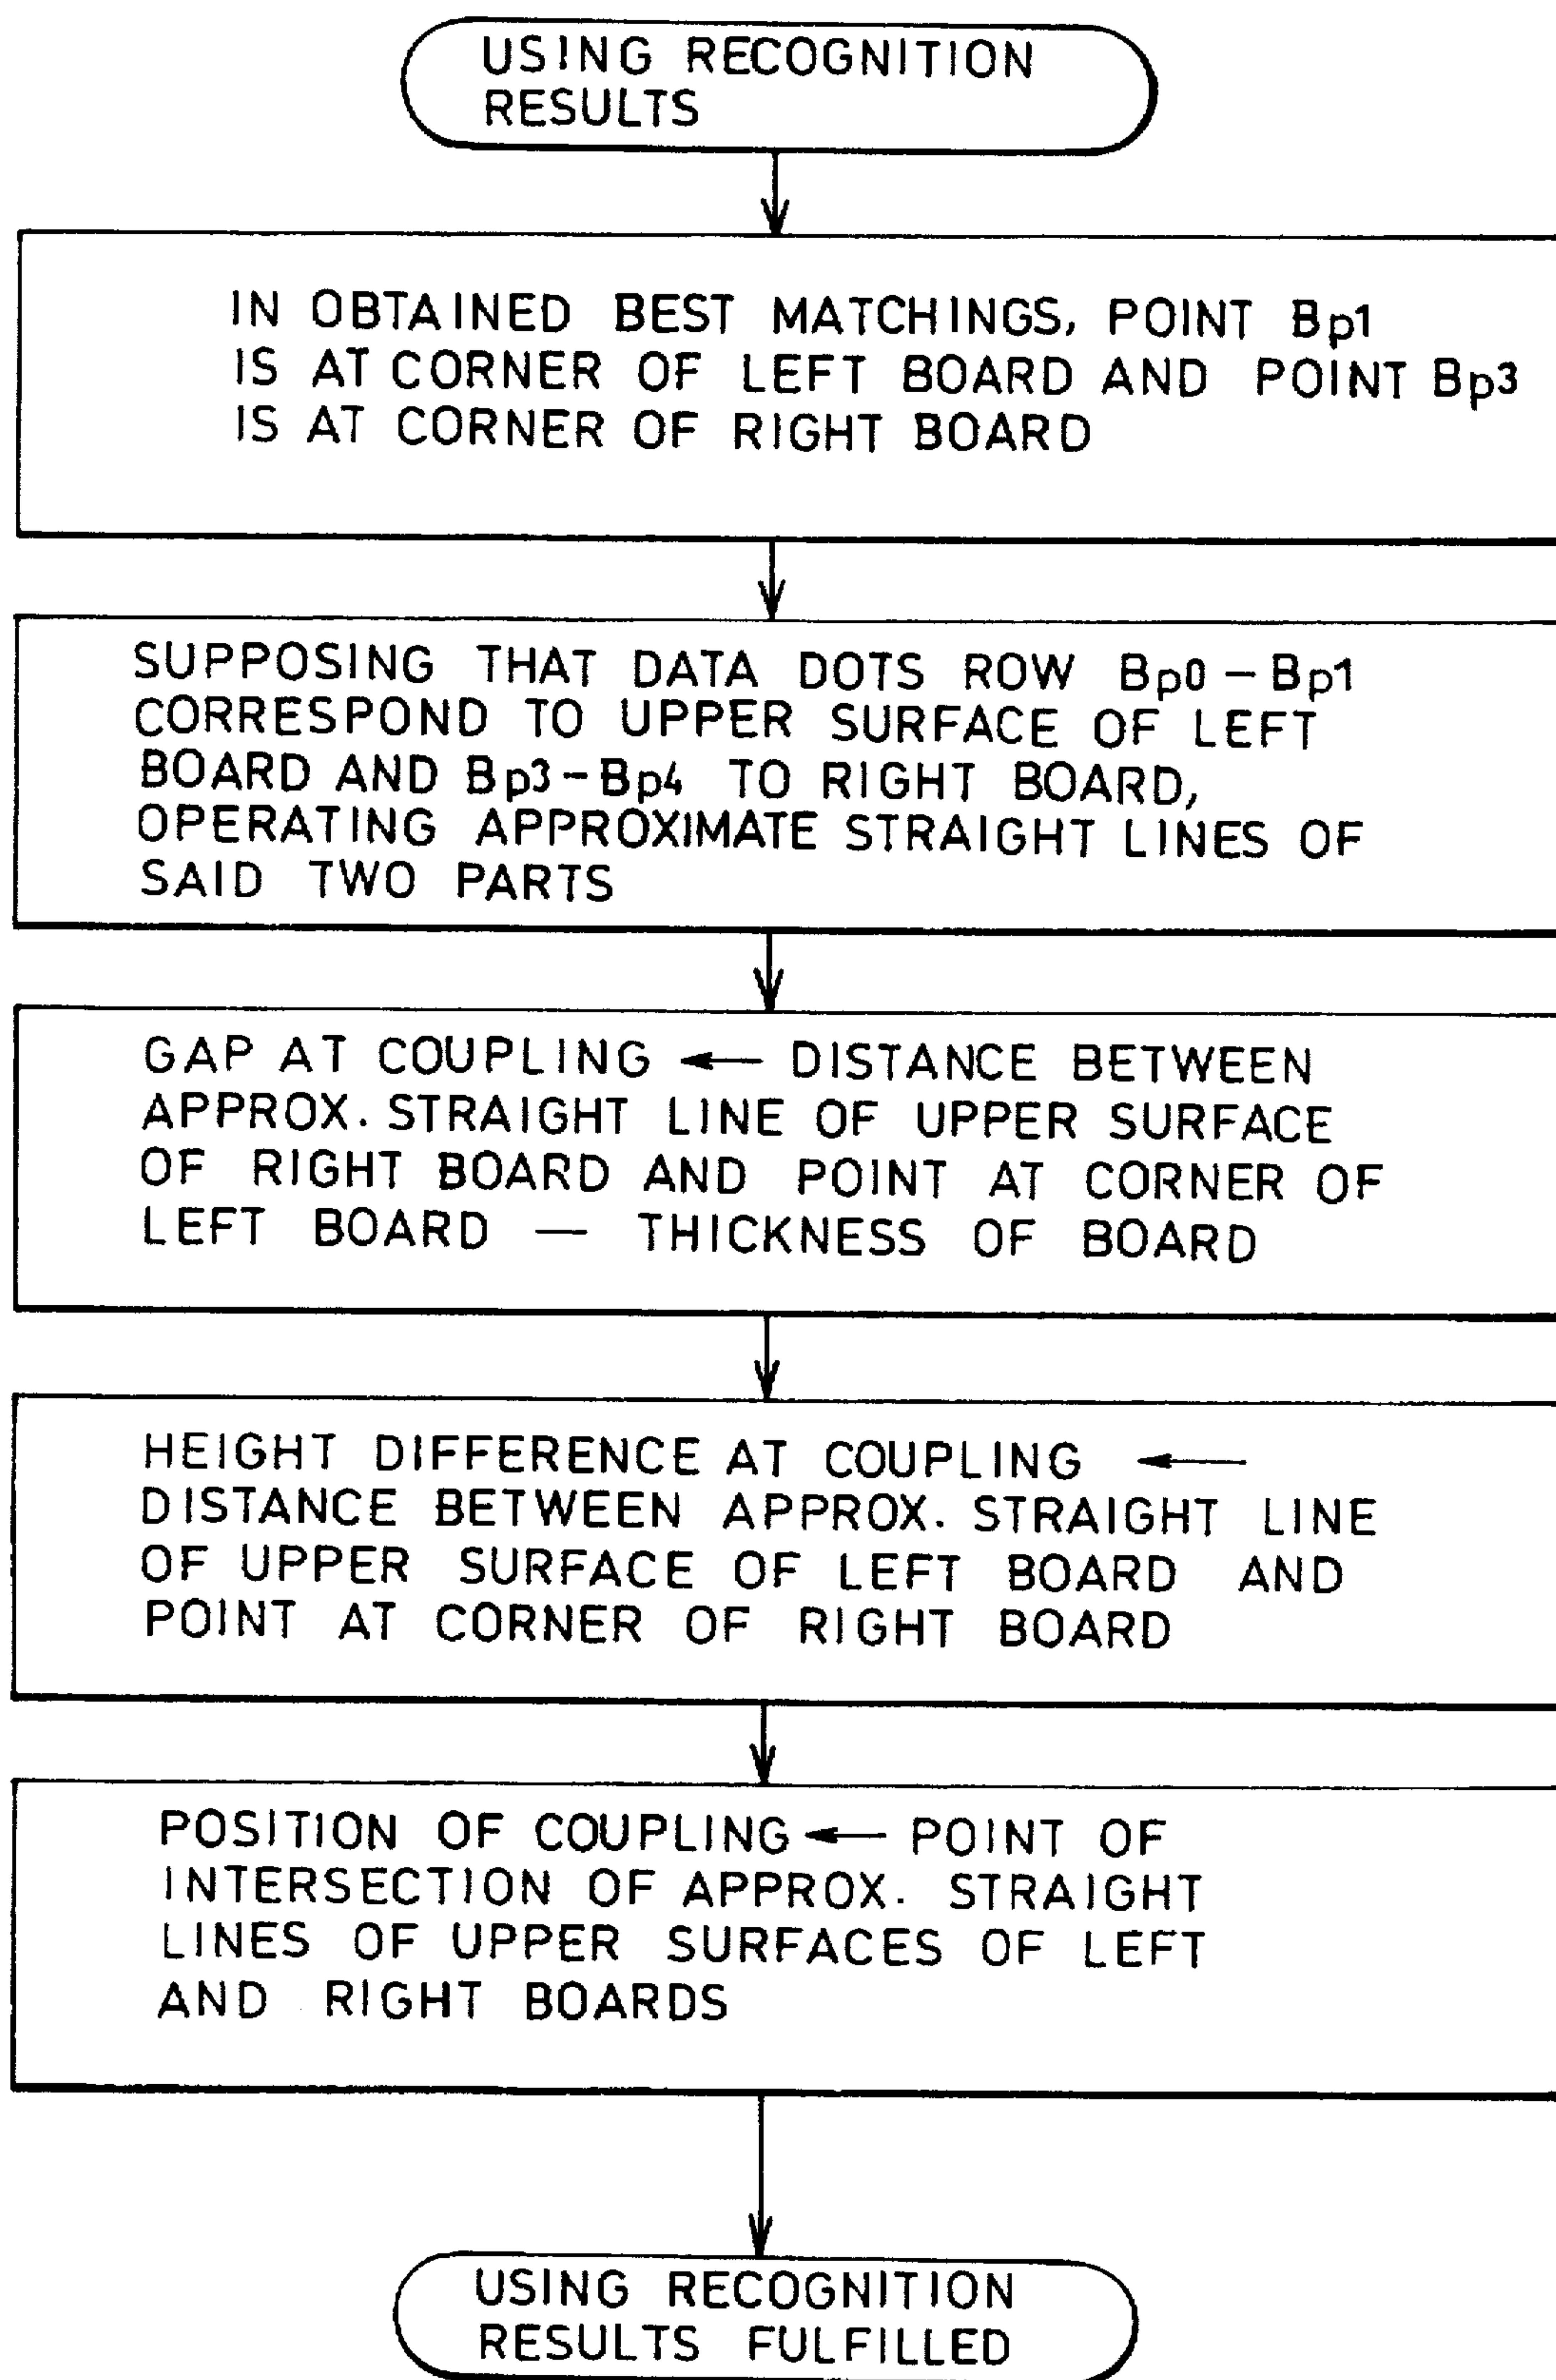 USING RECOGNITION
RESULTS
IN OBTAINED BEST MATCHINGS, POINT Bp1
IS AT CORNER OF LEFT BOARD AND POINT Bp3
IS AT CORNER OF RIGHT BOARD
SUPPOSING THAT DATA DOTS ROW Bp0 – Bp1
CORRESPOND TO UPPER SURFACE OF LEFT
BOARD AND Bp3 – Bp4 TO RIGHT BOARD,
OPERATING APPROXIMATE STRAIGHT LINES OF
SAID TWO PARTS
GAP AT COUPLING ← DISTANCE BETWEEN
APPROX. STRAIGHT LINE OF UPPER SURFACE
OF RIGHT BOARD AND POINT AT CORNER OF
LEFT BOARD — THICKNESS OF BOARD
HEIGHT DIFFERENCE AT COUPLING ←
DISTANCE BETWEEN APPROX. STRAIGHT LINE
OF UPPER SURFACE OF LEFT BOARD AND
POINT AT CORNER OF RIGHT BOARD
POSITION OF COUPLING ← POINT OF
INTERSECTION OF APPROX. STRAIGHT
LINES OF UPPER SURFACES OF LEFT
AND RIGHT BOARDS
USING RECOGNITION
RESULTS FULFILLED